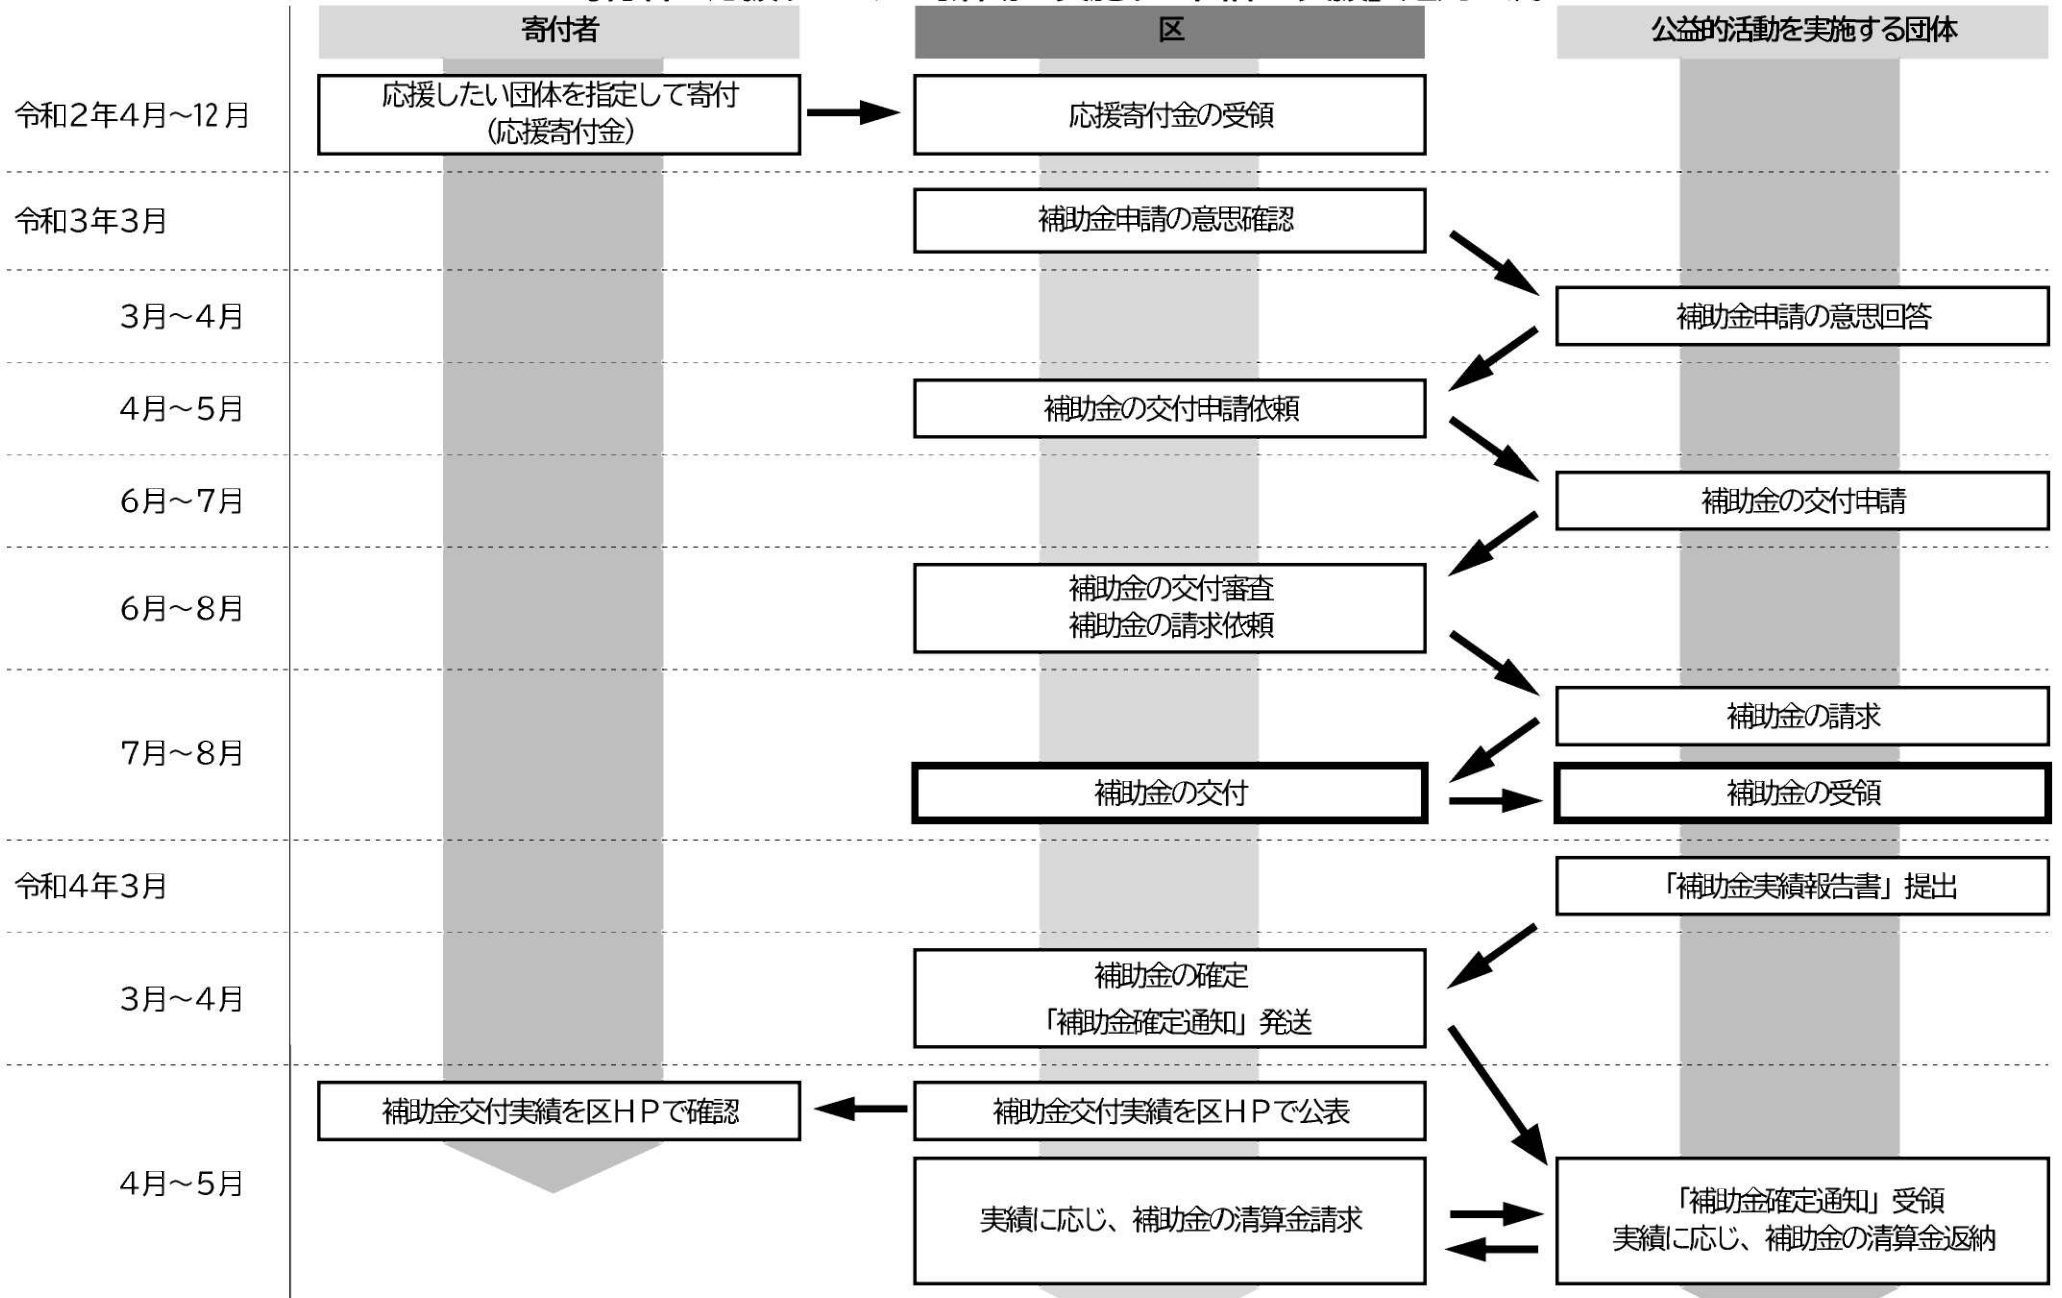 寄付者
区
公益的活動を実施する団体
令和2年4月～12月
応援したい団体を指定して寄付
(応援寄付金)
応援寄付金の受領
令和3年3月
補助金申請の意思確認
3月～4月
補助金申請の意思回答
4月～5月
補助金の交付申請依頼
6月～7月
補助金の交付申請
6月～8月
補助金の交付審査
補助金の請求依頼
7月～8月
補助金の請求
補助金の交付
補助金の受領
令和4年3月
「補助金実績報告書」提出
3月～4月
補助金の確定
「補助金確定通知」発送
4月～5月
補助金交付実績を区HPで確認
補助金交付実績を区HPで公表
実績に応じ、補助金の清算金請求
「補助金確定通知」受領
実績に応じ、補助金の清算金返納